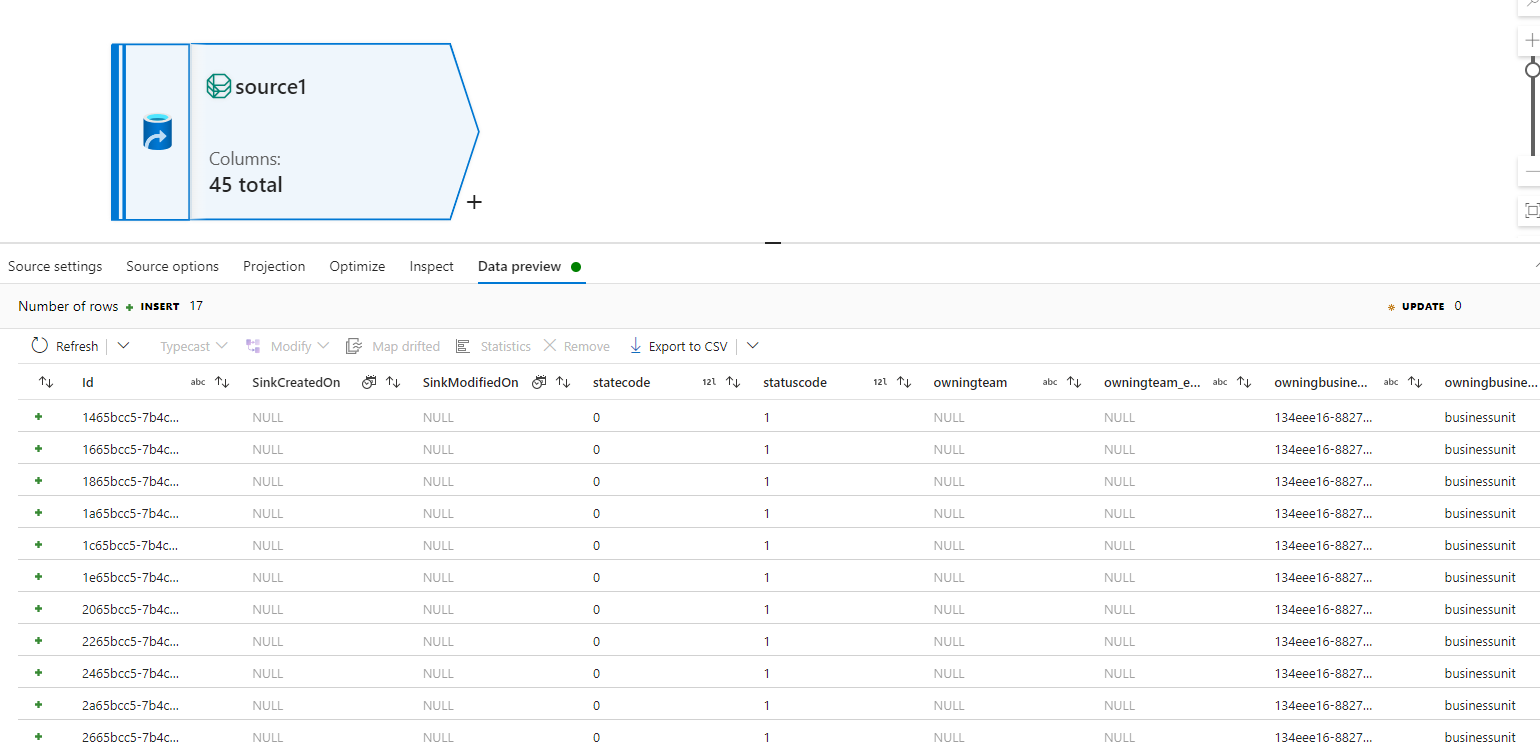 source1
Columns:
45 total
+
Source settings Source options Projection Optimize Inspect Data preview
Number of rows + INSERT 17 UPDATE 0
Refresh Typecast Modify Map drifted Statistics Remove Export to CSV
Id abc SinkCreatedOn SinkModifiedOn statecode 12l statuscode 12l owningteam abc owningteam_e... abc owningbusine... abc owningbusine...
1465bcc5-7b4c... NULL NULL 0 1 NULL NULL 134eee16-8827... businessunit
1665bcc5-7b4c... NULL NULL 0 1 NULL NULL 134eee16-8827... businessunit
1865bcc5-7b4c... NULL NULL 0 1 NULL NULL 134eee16-8827... businessunit
1a65bcc5-7b4c... NULL NULL 0 1 NULL NULL 134eee16-8827... businessunit
1c65bcc5-7b4c... NULL NULL 0 1 NULL NULL 134eee16-8827... businessunit
1e65bcc5-7b4c... NULL NULL 0 1 NULL NULL 134eee16-8827... businessunit
2065bcc5-7b4c... NULL NULL 0 1 NULL NULL 134eee16-8827... businessunit
2265bcc5-7b4c... NULL NULL 0 1 NULL NULL 134eee16-8827... businessunit
2465bcc5-7b4c... NULL NULL 0 1 NULL NULL 134eee16-8827... businessunit
2a65bcc5-7b4c... NULL NULL 0 1 NULL NULL 134eee16-8827... businessunit
2665bcc5-7b4c... NULL NULL 0 1 NULL NULL 134eee16-8827... businessunit